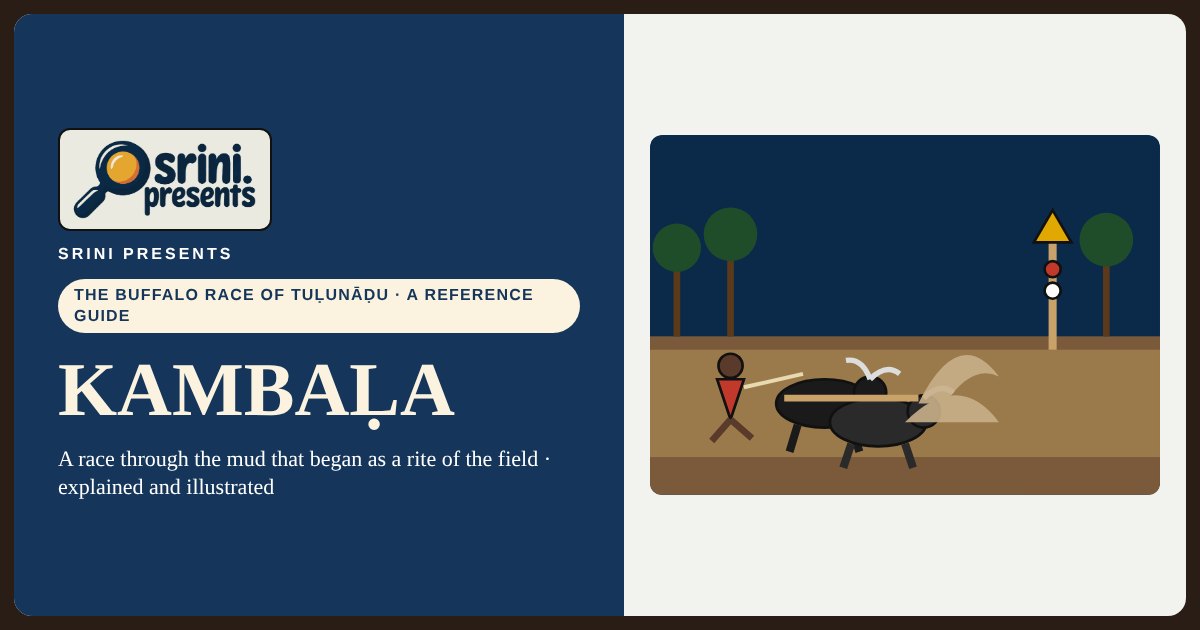 srini.
presents
SRINI PRESENTS
THE BUFFALO RACE OF TUḶUNĀḌU · A REFERENCE
GUIDE
KAMBAḶA
A race through the mud that began as a rite of the field ·
explained and illustrated